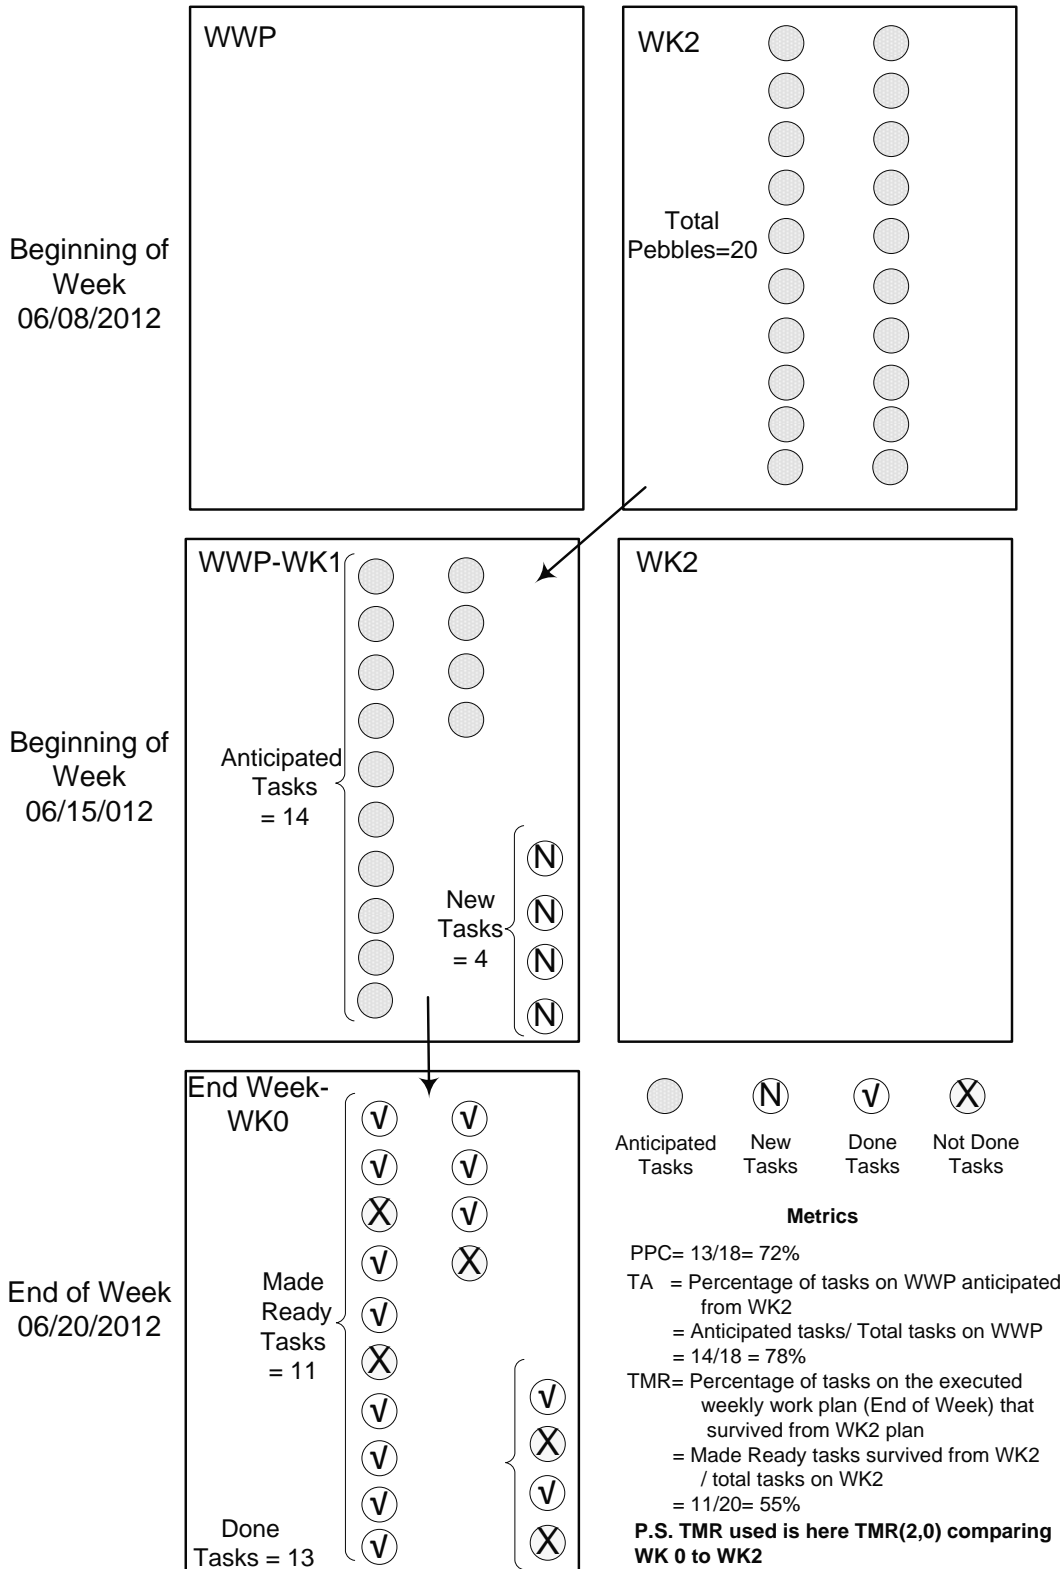 WWP
WK2
Total
Pebbles=20
Beginning of
Week
06/08/2012
WWP-WK1
WK2
Anticipated
Tasks
= 14
Beginning of
Week
06/15/012
New
Tasks
= 4
N
N
N
N
End Week-
WK0
√ √
√ √
X √
√ X
√
X
√
√
√
√
Made
Ready
Tasks
= 11
End of Week
06/20/2012
√
X
√
X
Done
Tasks = 13
N √ X
Anticipated
Tasks
New
Tasks
Done
Tasks
Not Done
Tasks
Metrics
PPC= 13/18= 72%
TA = Percentage of tasks on WWP anticipated
from WK2
= Anticipated tasks/ Total tasks on WWP
= 14/18 = 78%
TMR= Percentage of tasks on the executed
weekly work plan (End of Week) that
survived from WK2 plan
= Made Ready tasks survived from WK2
/ total tasks on WK2
= 11/20= 55%
P.S. TMR used is here TMR(2,0) comparing
WK 0 to WK2